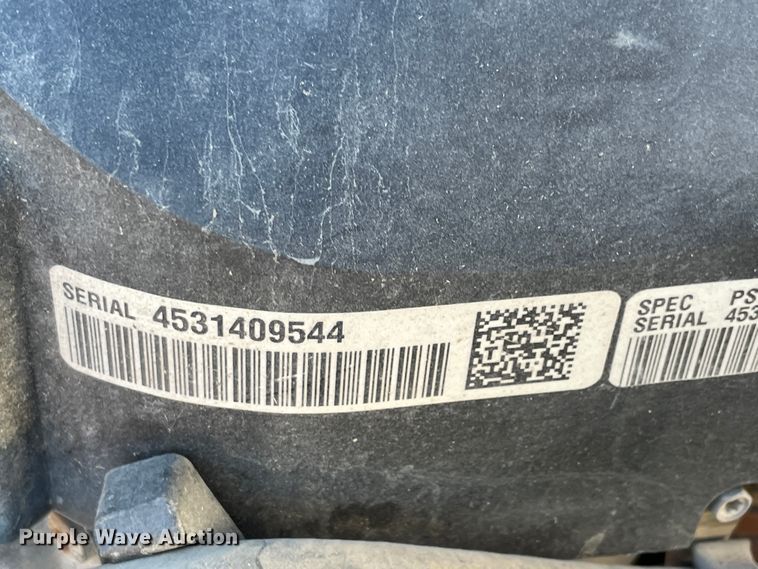 SERIAL 4531409544
SPEC PS
SERIAL 453
Purple Wave Auction